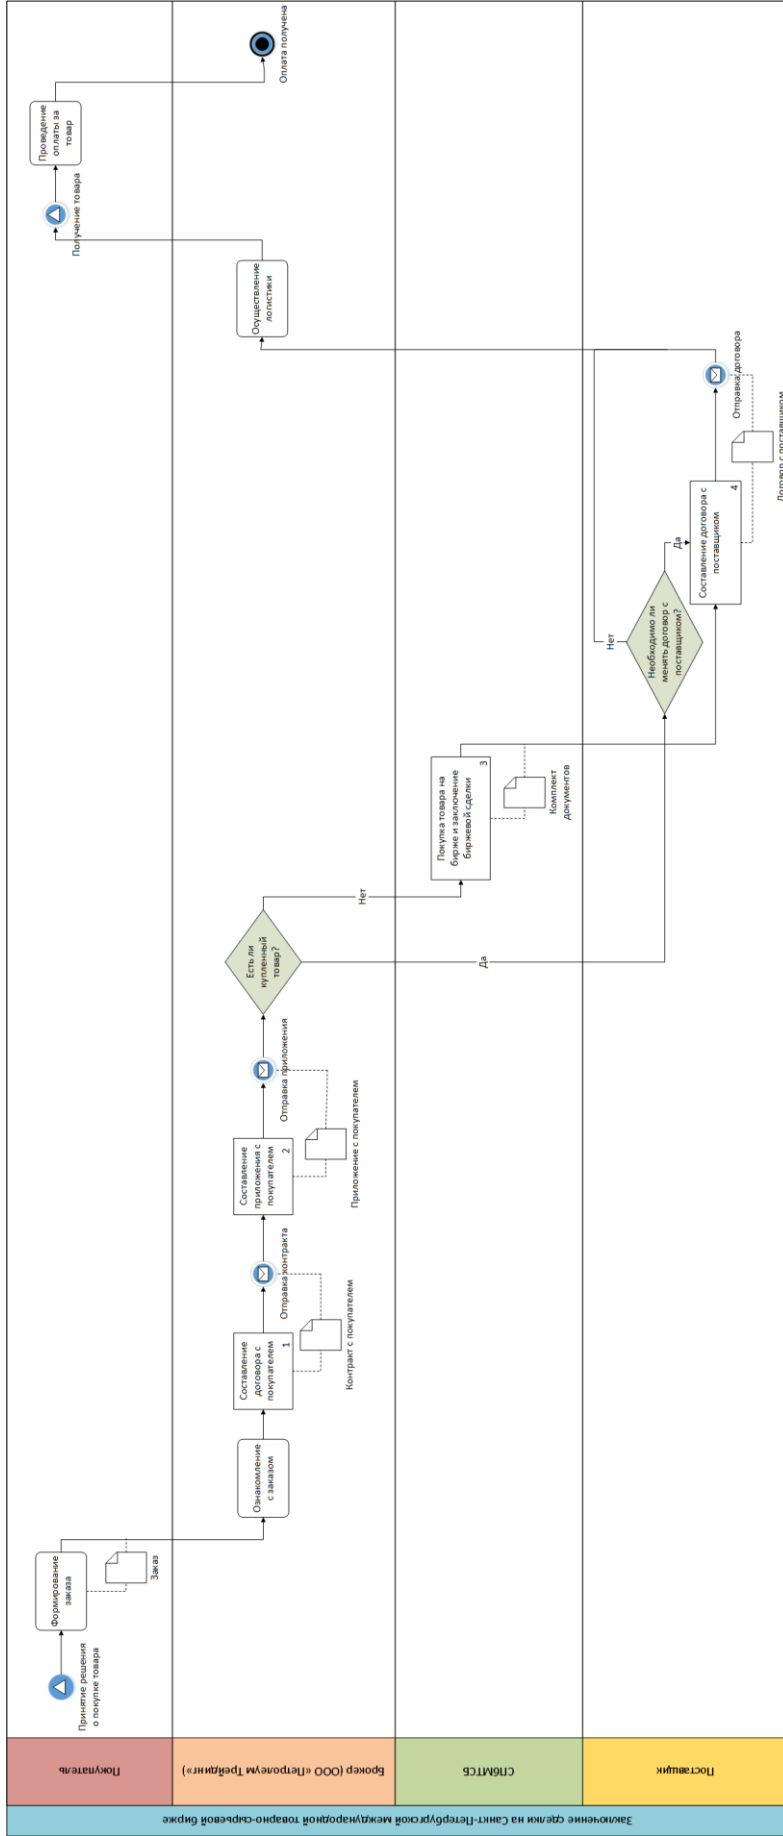 Заключение сделки на Санкт-Петербургской международной товарно-сырьевой бирже
Покупатель
Брокер (ООО «Петролеум Трейдинг»)
СПбМТСБ
Поставщик
Принятие решения
о покупке товара
Формирование
заказа
Заказ
Ознакомление
с заказом
Составление
договора с
покупателем
1
Контракт с покупателем
Отправка контракта
Составление
приложения с
покупателем
2
Приложение с покупателем
Отправка приложения
Есть ли
купленный
товар?
Нет
Да
Покупка товара на
бирже и заключение
биржевой сделки
3
Комплект
документов
Необходимо ли
менять договор с
поставщиком?
Нет
Да
Составление договора с
поставщиком
4
Договор с поставщиком
Отправка договора
Осуществление
логистики
Получение товара
Проведение
оплаты за
товар
Оплата получена